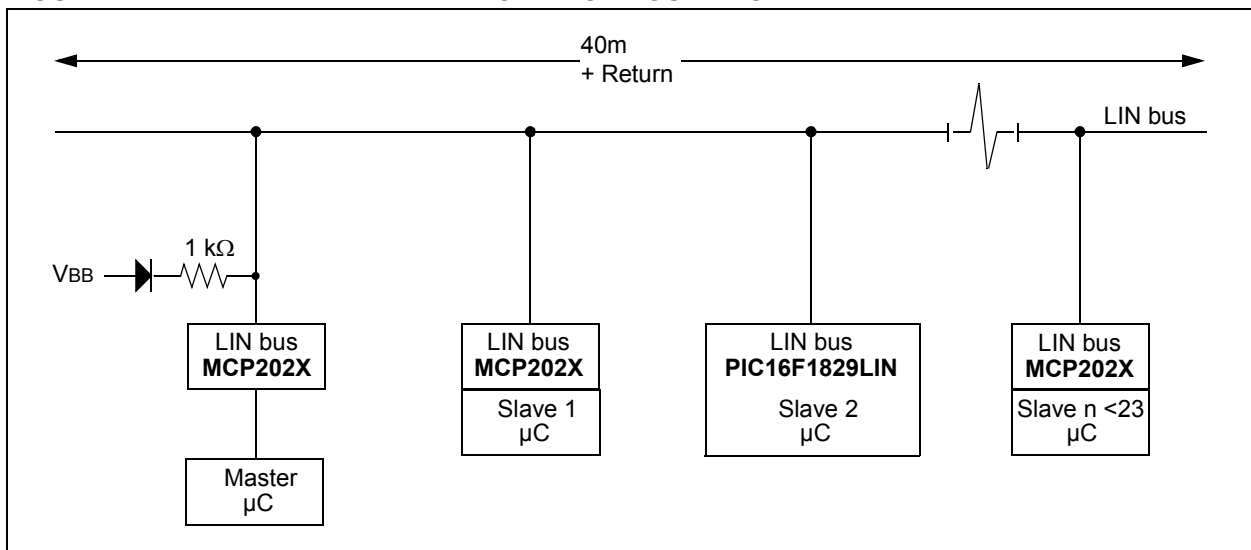 40m
+ Return
LIN bus
1 kΩ
VBB
LIN bus
MCP202X
Master
µC
LIN bus
MCP202X
Slave 1
µC
LIN bus
PIC16F1829LIN
Slave 2
µC
LIN bus
MCP202X
Slave n <23
µC